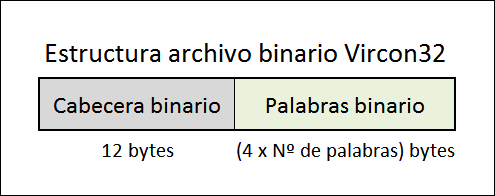 Estructura archivo binario Vircon32
Cabecera binario Palabras binario
12 bytes (4 x Nº de palabras) bytes